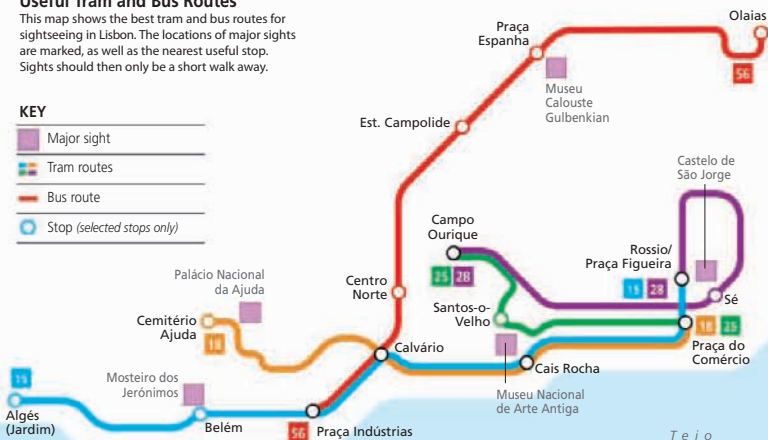 Useful Tram and Bus Routes
This map shows the best tram and bus routes for
sightseeing in Lisbon. The locations of major sights
are marked, as well as the nearest useful stop.
Sights should then only be a short walk away.
KEY
Major sight
Tram routes
Bus route
Stop (selected stops only)
Olaias
56
Praça
Espanha
Museu
Calouste
Gulbenkian
Est. Campolide
Castelo de
São Jorge
Campo
Ourique
25 28
Rossio/
Praça Figueira
15 28
Sé
Centro
Norte
Santos-o-
Velho
Palácio Nacional
da Ajuda
Cemitério
Ajuda
18
18 25
Praça do
Comércio
Calvário
Cais Rocha
Museu Nacional
de Arte Antiga
15
Algés
(Jardim)
Mosteiro dos
Jerónimos
Belém
56
Praça Indústrias
Tejo